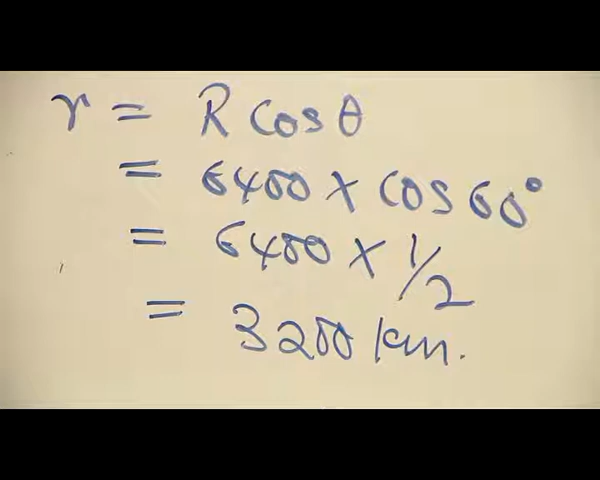 r = R cos θ
= 6400 × cos 60°
= 6400 × 1/2
= 3200 km.